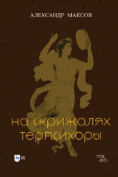 АЛЕКСАНДР МАКСОВ
на скрижалях
терпсихоры